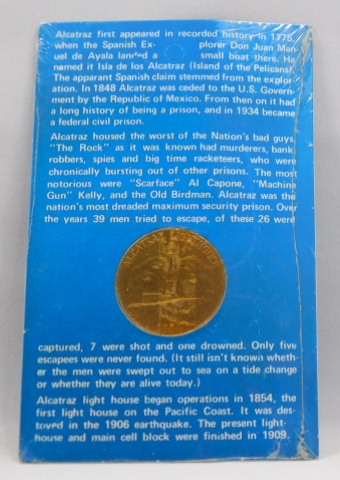 Alcatraz first appeared in recorded history in 1775
when the Spanish Ex- plorer Don Juan Man
uel de Ayala landed a small boat there. He
named it Isla de los Alcatraz (Island of the Pelicans).
The apparant Spanish claim stemmed from the explor-
ation. In 1848 Alcatraz was ceded to the U.S. Govern-
ment by the Republic of Mexico. From then on it had
a long history of being a prison, and in 1934 became
a federal civil prison.
Alcatraz housed the worst of the Nation's bad guys.
"The Rock" as it was known had murderers, bank
robbers, spies and big time racketeers, who were
chronically bursting out of other prisons. The most
notorious were "Scarface" Al Capone, "Machine
Gun" Kelly, and the Old Birdman. Alcatraz was the
nation's most dreaded maximum security prison. Over
the years 39 men tried to escape, of these 26 were
captured, 7 were shot and one drowned. Only five
escapees were never found. (It still isn't known wheth-
er the men were swept out to sea on a tide change
or whether they are alive today.)
Alcatraz light house began operations in 1854, the
first light house on the Pacific Coast. It was des-
troyed in the 1906 earthquake. The present light-
house and main cell block were finished in 1909.